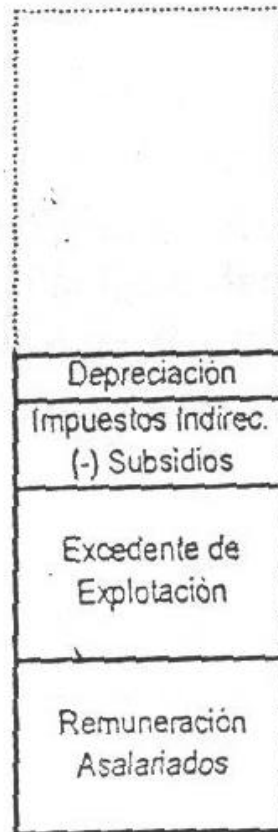 Depreciación
Impuestos Indirec.
(-) Subsidios
Excedente de
Explotación
Remuneración
Asalariados